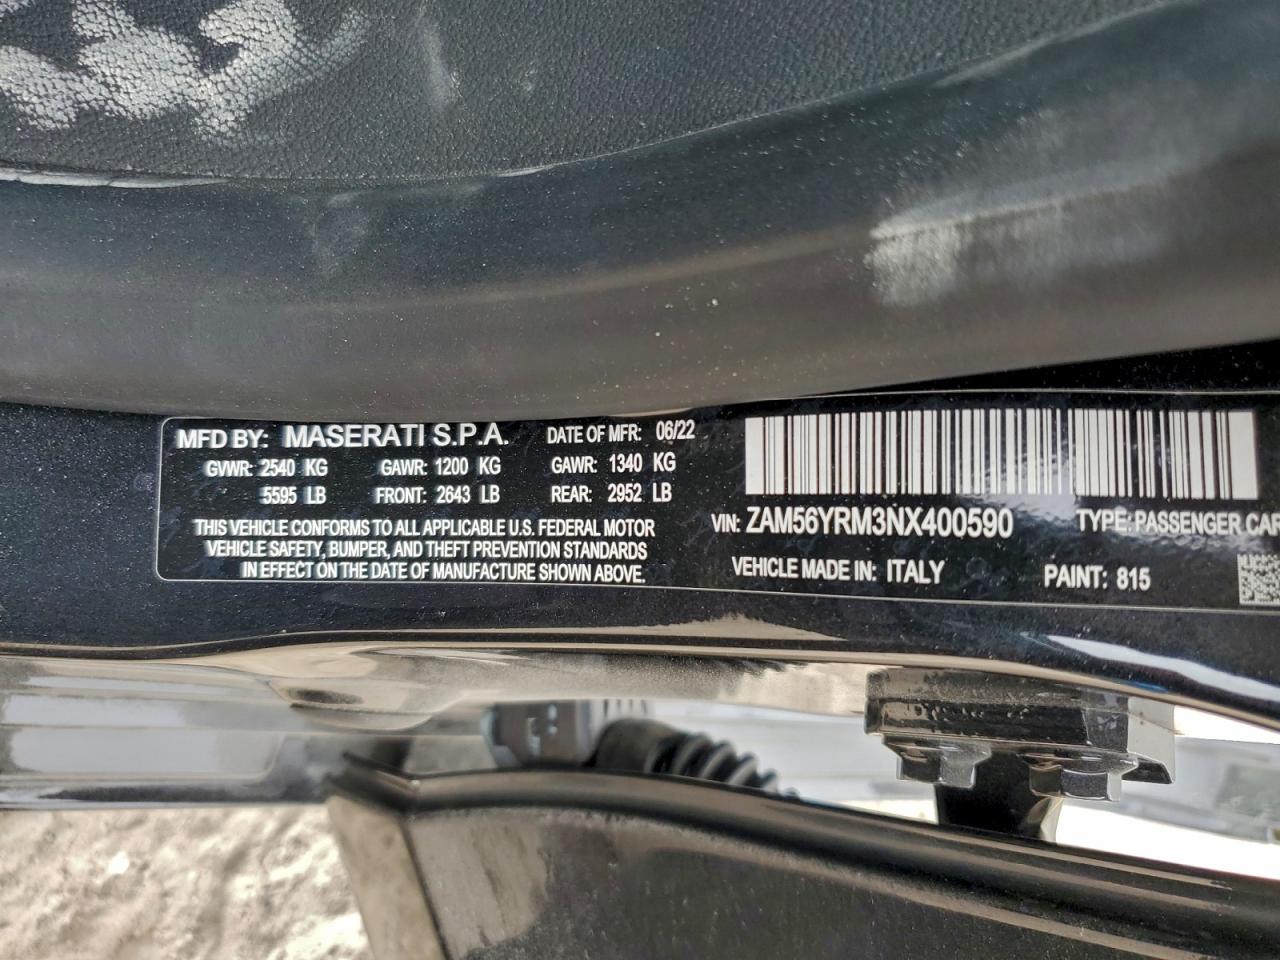 MFD BY: MASERATI S.P.A. DATE OF MFR: 06/22
GVWR: 2540 KG GAWR: 1200 KG GAWR: 1340 KG
5595 LB FRONT: 2643 LB REAR: 2952 LB
THIS VEHICLE CONFORMS TO ALL APPLICABLE U.S. FEDERAL MOTOR
VEHICLE SAFETY, BUMPER, AND THEFT PREVENTION STANDARDS
IN EFFECT ON THE DATE OF MANUFACTURE SHOWN ABOVE.
VIN: ZAM56YRM3NX400590 TYPE: PASSENGER CAR
VEHICLE MADE IN: ITALY PAINT: 815